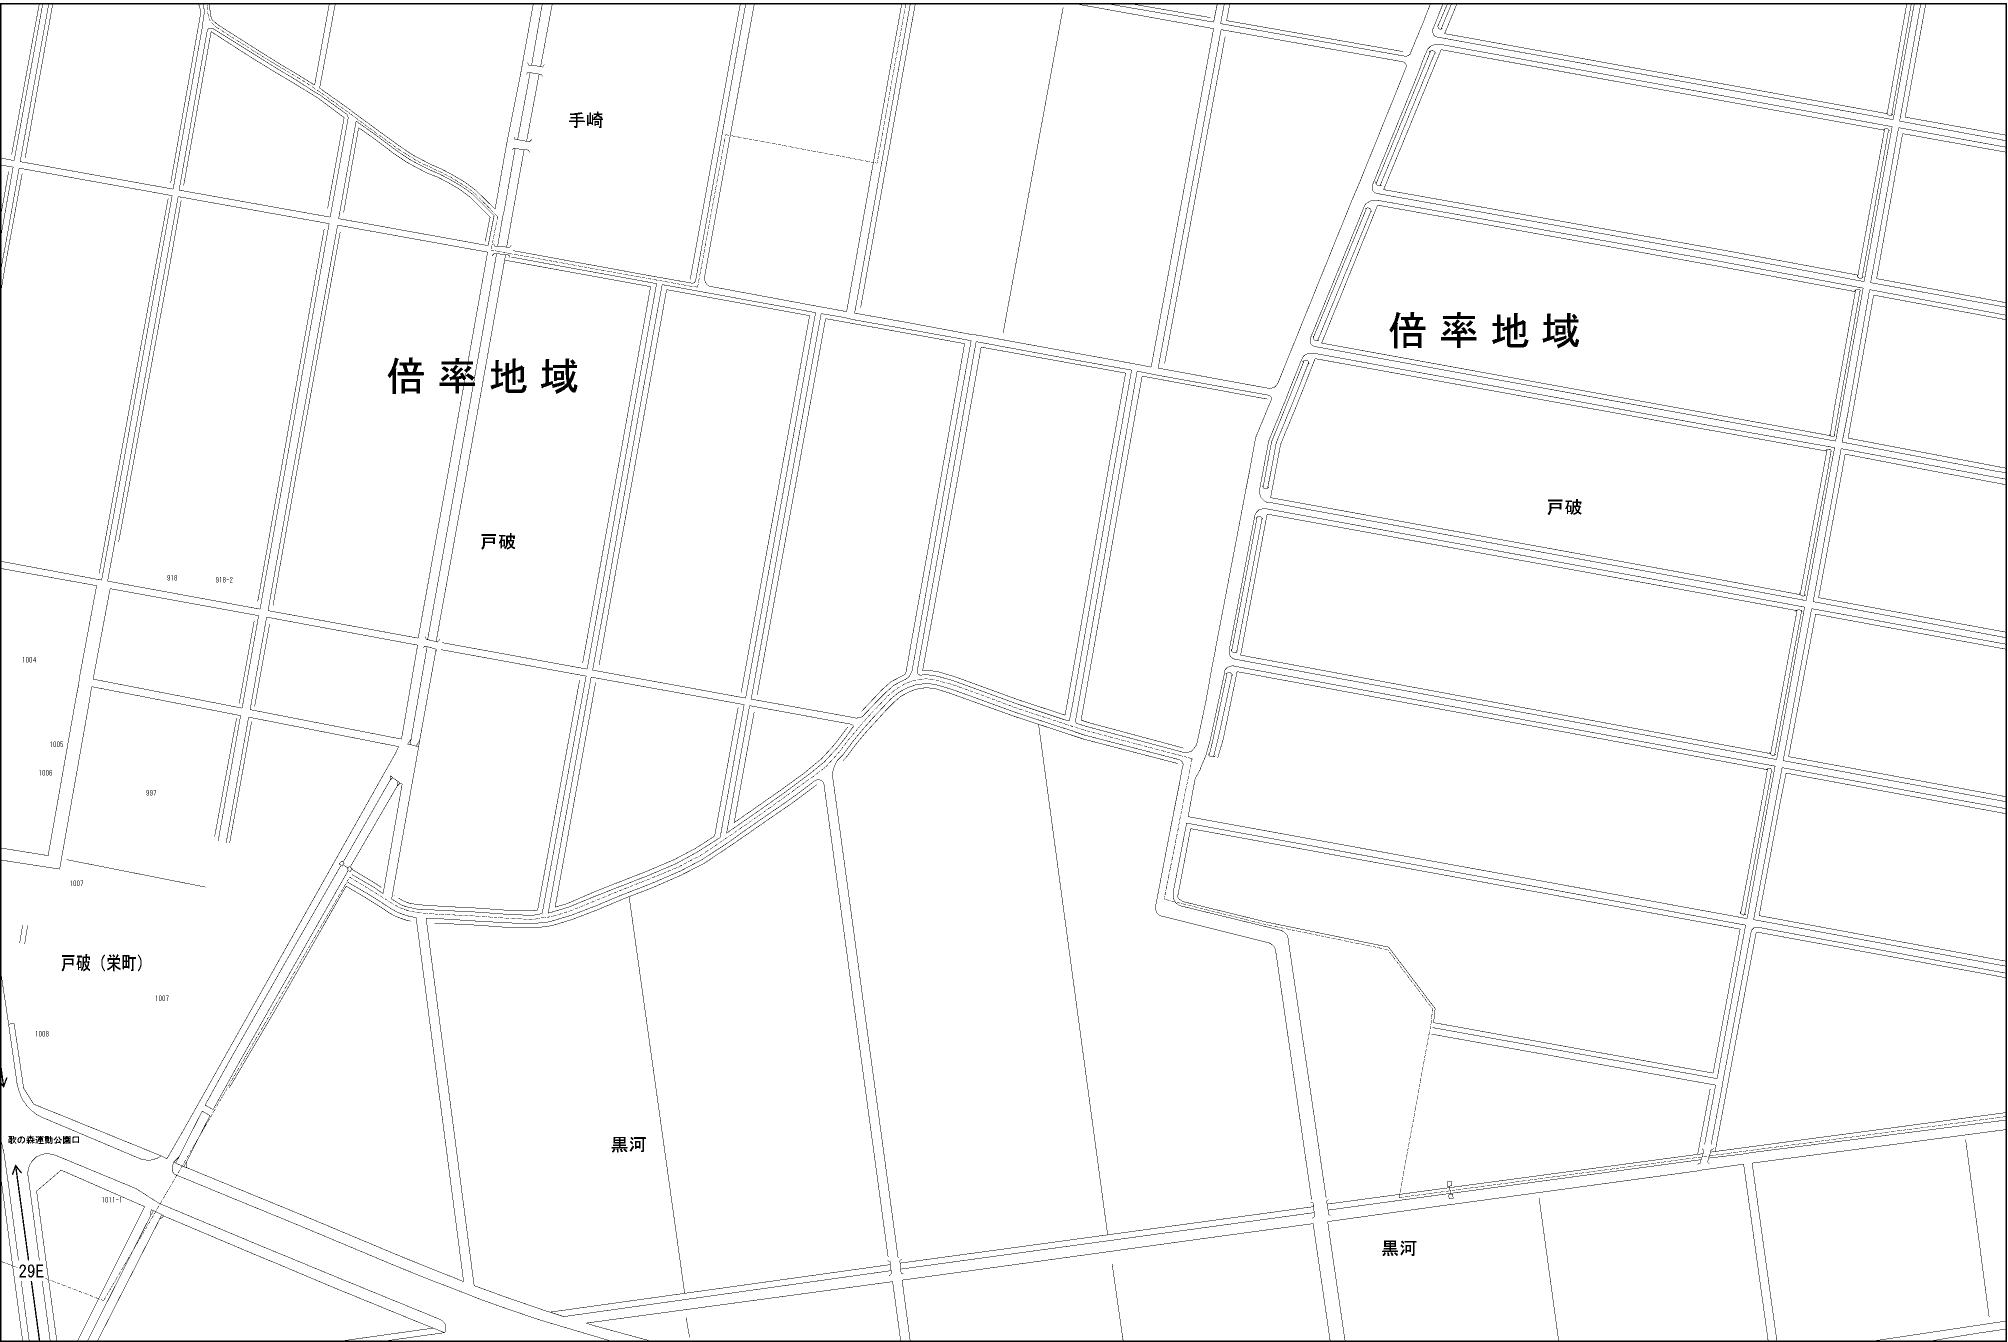 手崎
倍率地域
倍率地域
戸破
戸破
918
918-2
1004
1005
1006
997
1007
戸破（栄町）
1007
1008
歌の森運動公園口
黒河
1011-1
黒河
29E